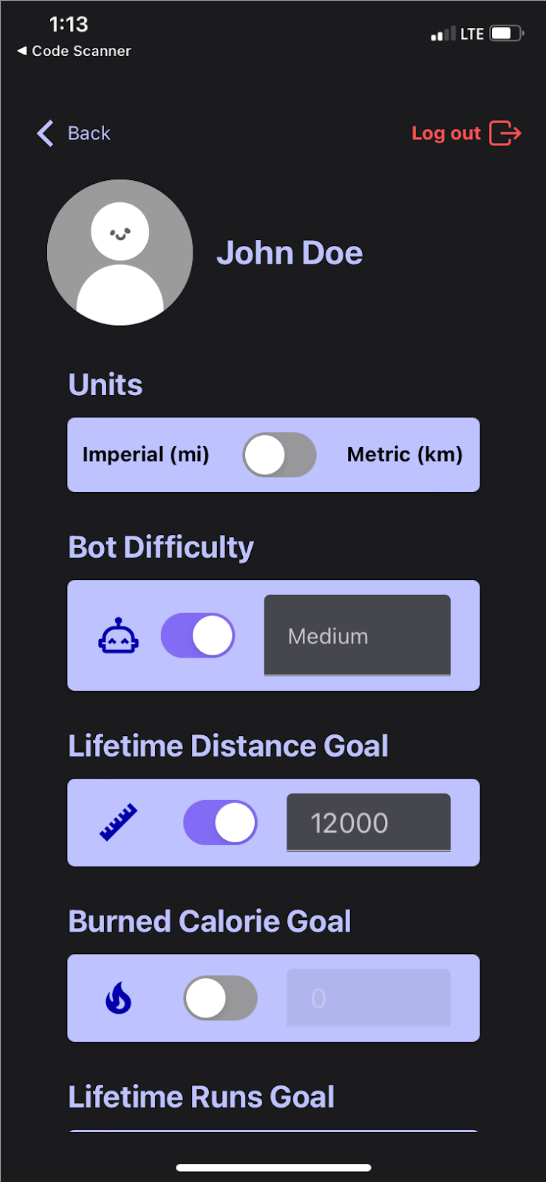 1:13
LTE
◀ Code Scanner
Back
Log out
John Doe
Units
Imperial (mi) Metric (km)
Bot Difficulty
Medium
Lifetime Distance Goal
12000
Burned Calorie Goal
0
Lifetime Runs Goal